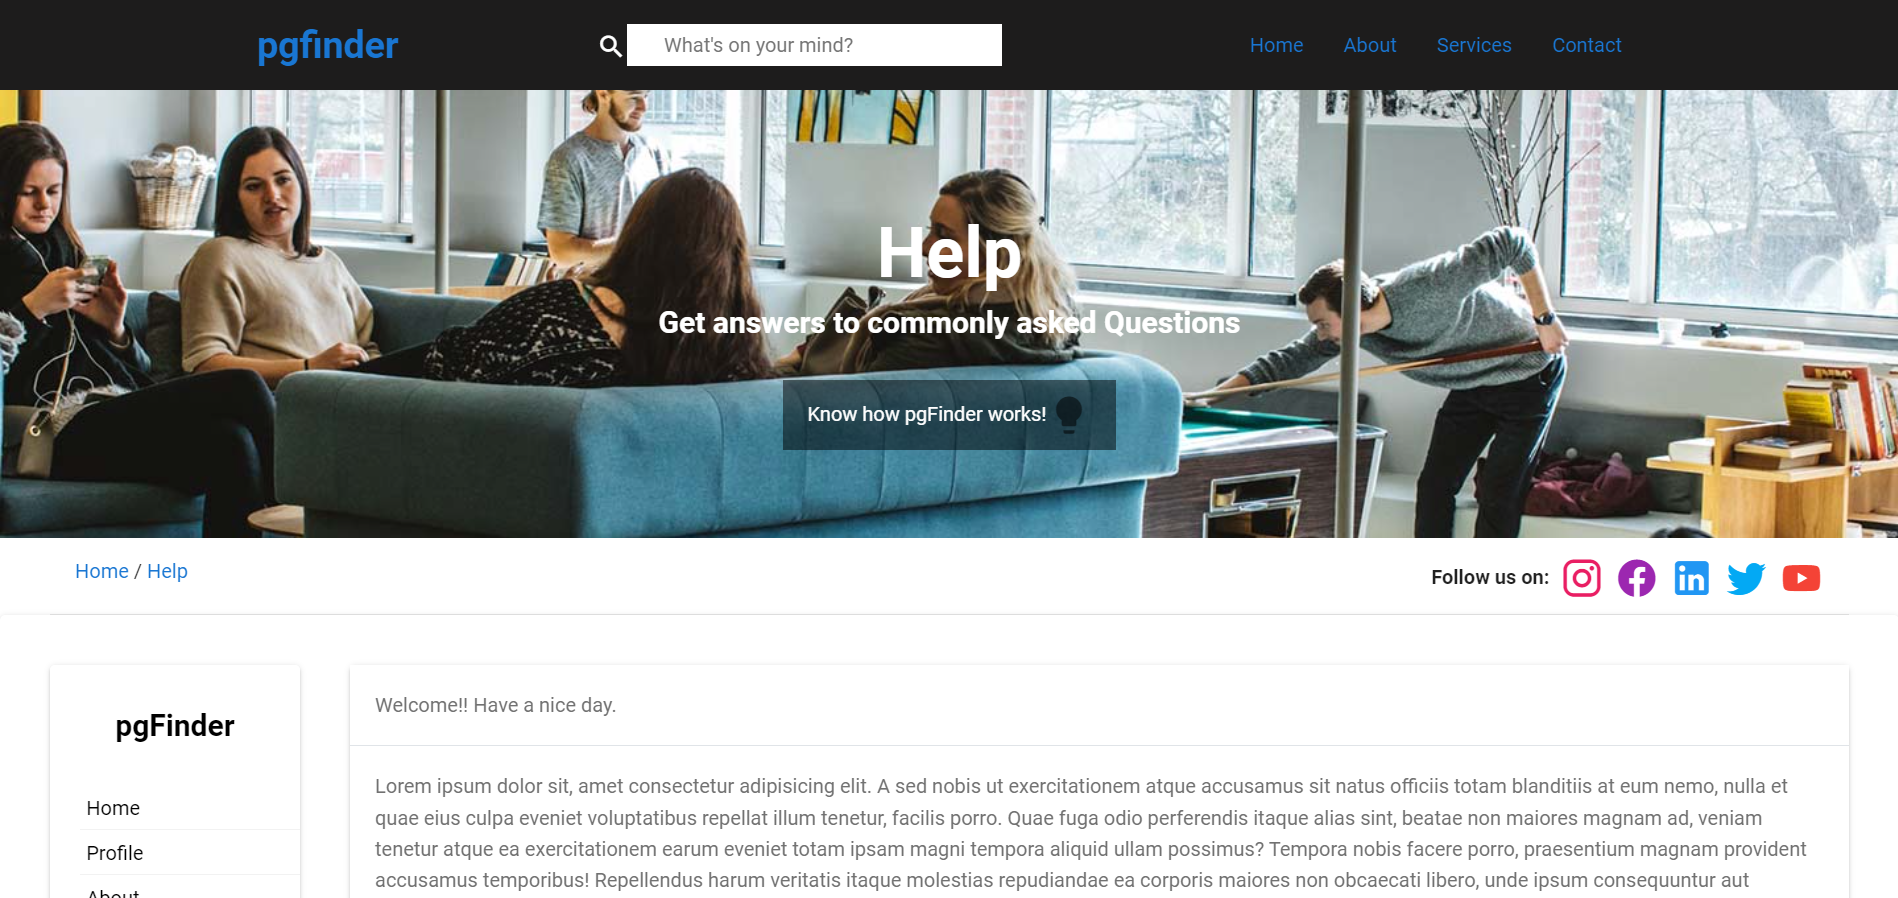 pgfinder
What's on your mind?
Home About Services Contact
Help
Get answers to commonly asked Questions
Know how pgFinder works!
Home / Help
Follow us on:
pgFinder
Home
Profile
About
Welcome!! Have a nice day.
Lorem ipsum dolor sit, amet consectetur adipisicing elit. A sed nobis ut exercitationem atque accusamus sit natus officiis totam blanditiis at eum nemo, nulla et
quae eius culpa eveniet voluptatibus repellat illum tenetur, facilis porro. Quae fuga odio perferendis itaque alias sint, beatae non maiores magnam ad, veniam
tenetur atque ea exercitationem earum eveniet totam ipsam magni tempora aliquid ullam possimus? Tempora nobis facere porro, praesentium magnam provident
accusamus temporibus! Repellendus harum veritatis itaque molestias repudiandae ea corporis maiores non obcaecati libero, unde ipsum consequuntur aut